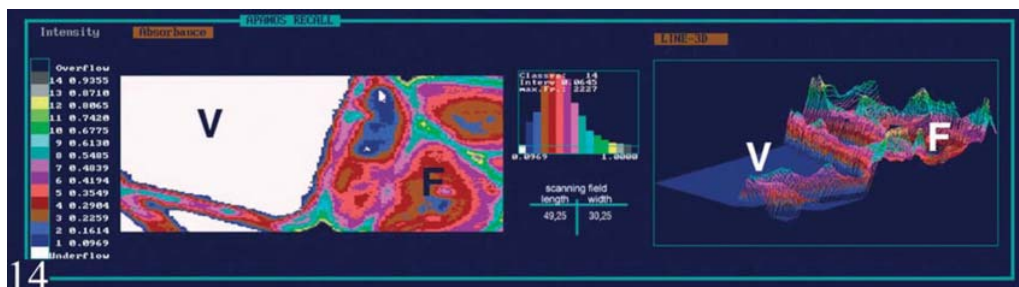 APAMOS RECALL
Intensity
Absorbance
Overflow
14 0.9355
13 0.8710
12 0.8065
11 0.7420
10 0.6775
9 0.6130
8 0.5485
7 0.4839
6 0.4194
5 0.3549
4 0.2904
3 0.2259
2 0.1614
1 0.0969
Underflow
V
F
Classes: 14
Interv 0.0645
max.Fr.: 2227
0.0969 1.0000
scanning field
length width
49,25 30,25
LINE-3D
V
F
14